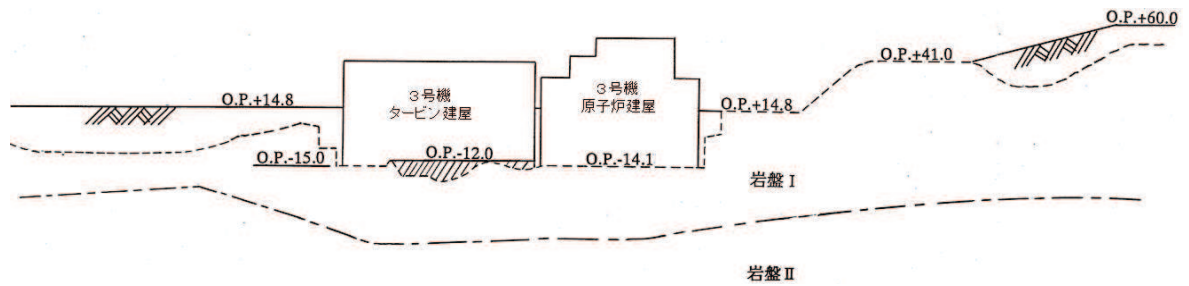 O.P.+60.0
O.P.+41.0
O.P.+14.8
3号機
タービン建屋
3号機
原子炉建屋
O.P.+14.8
O.P.-15.0
O.P.-12.0
O.P.-14.1
岩盤Ⅰ
岩盤Ⅱ